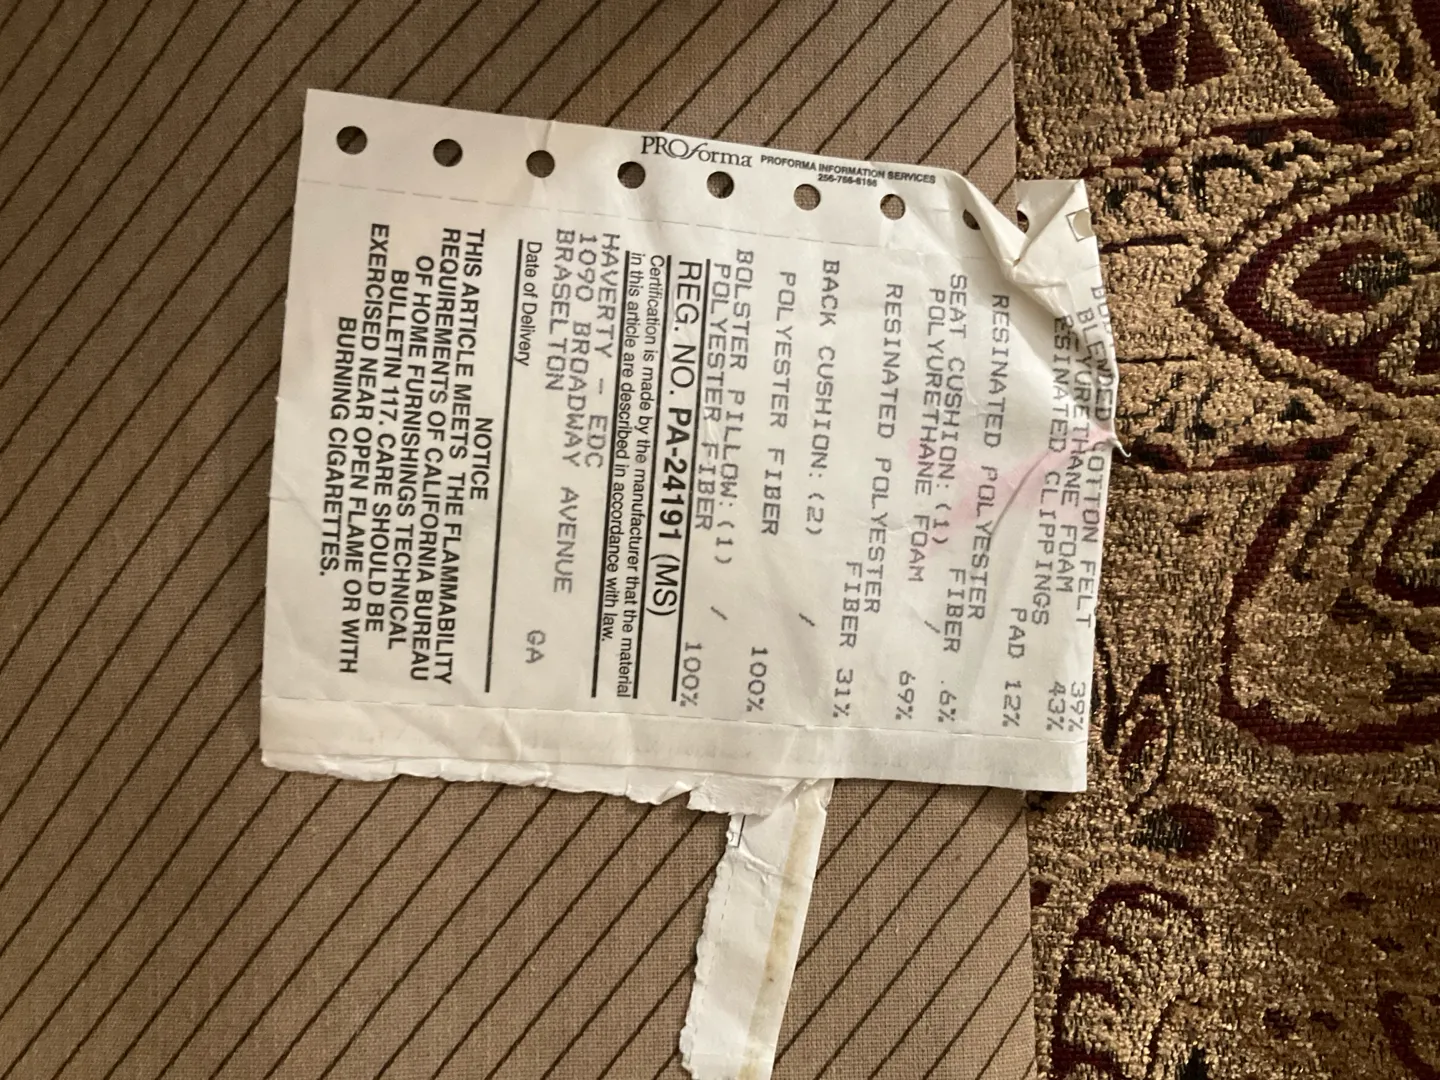 PROforma PROFORMA INFORMATION SERVICES
256-766-6156
BLENDED COTTON FELT 39%
URETHANE FOAM 43%
RESINATED CLIPPINGS
PAD 12%
RESINATED POLYESTER
FIBER .6%
SEAT CUSHION: (1) /
POLYURETHANE FOAM 69%
RESINATED POLYESTER
FIBER 31%
BACK CUSHION: (2) /
POLYESTER FIBER 100%
BOLSTER PILLOW: (1) /
POLYESTER FIBER 100%
REG. NO. PA-24191 (MS)
Certification is made by the manufacturer that the material
in this article are described in accordance with law.
HAVERTY - EDC
1090 BROADWAY AVENUE
BRASELTON GA
Date of Delivery
NOTICE
THIS ARTICLE MEETS THE FLAMMABILITY
REQUIREMENTS OF CALIFORNIA BUREAU
OF HOME FURNISHINGS TECHNICAL
BULLETIN 117. CARE SHOULD BE
EXERCISED NEAR OPEN FLAME OR WITH
BURNING CIGARETTES.